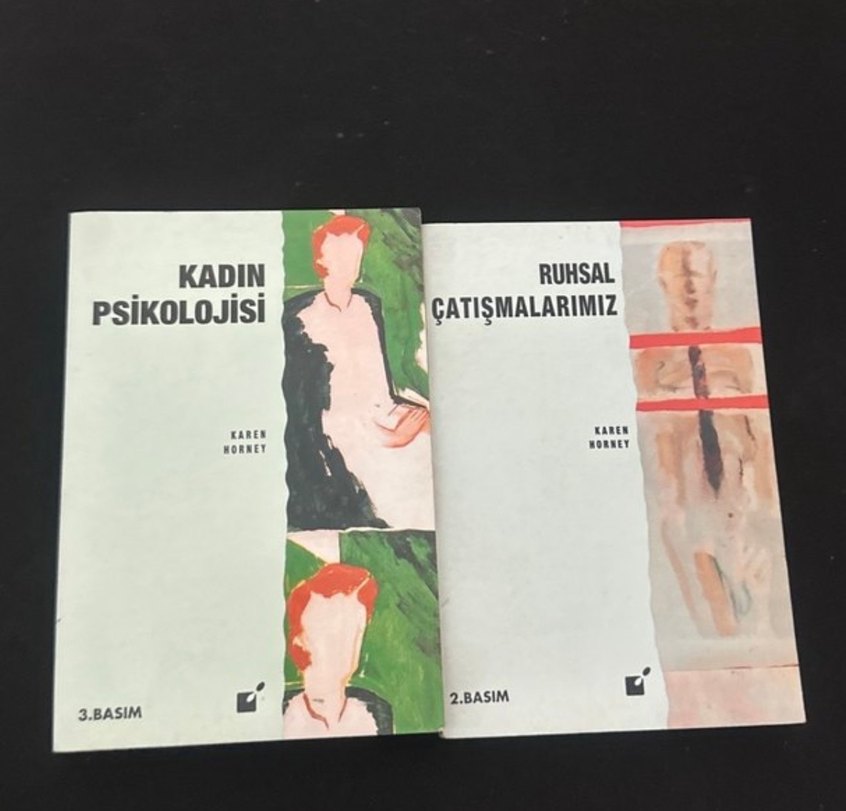 KADIN
PSİKOLOJİSİ
KAREN
HORNEY
3.BASIM
RUHSAL
ÇATIŞMALARIMIZ
KAREN
HORNEY
2.BASIM